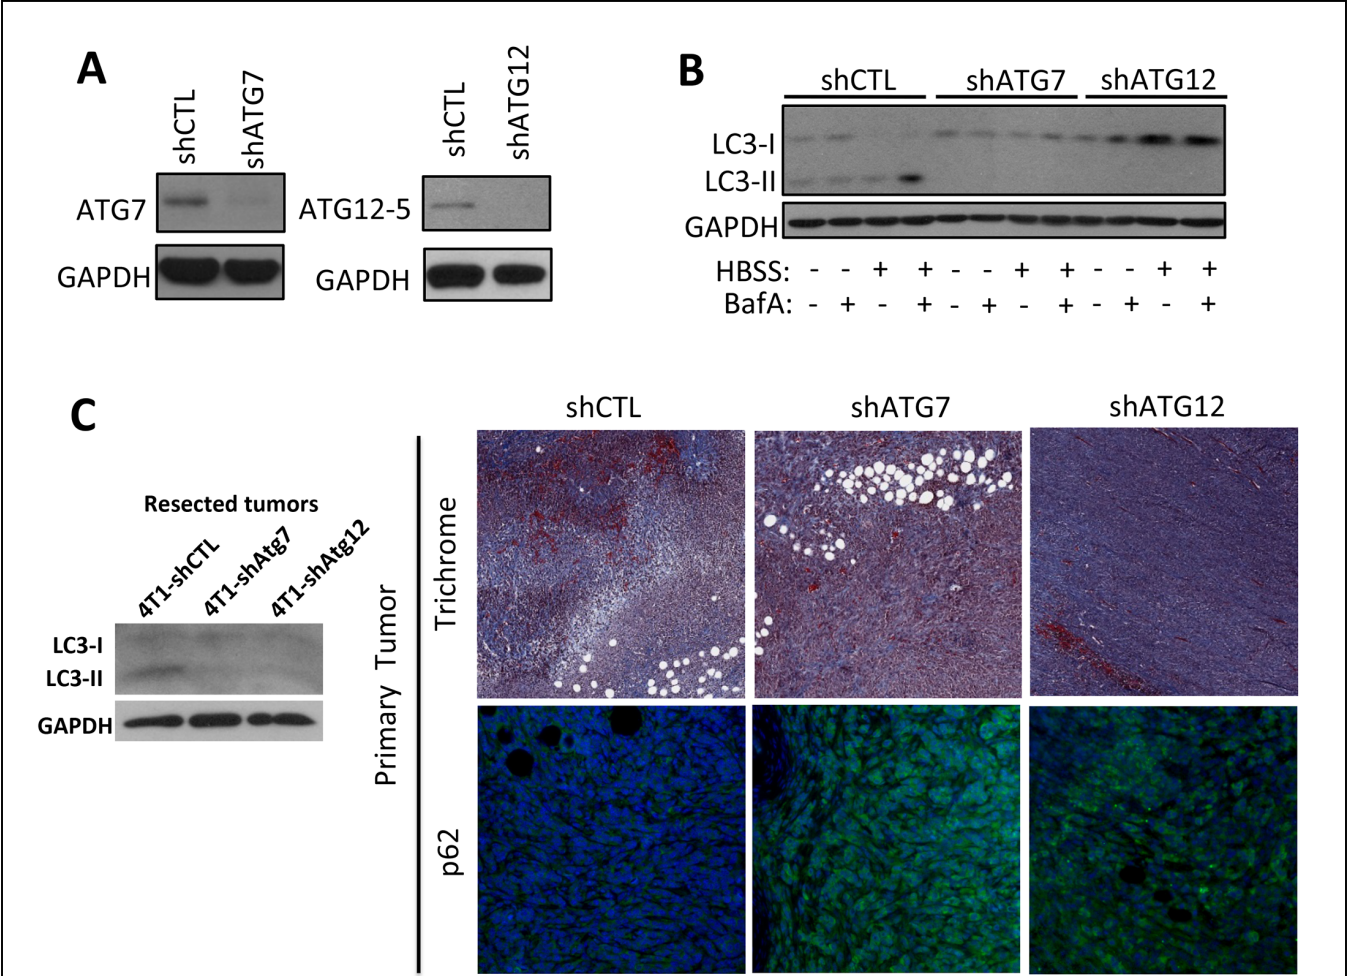 A
shCTL
shATG7
shCTL
shATG12
ATG7
ATG12-5
GAPDH
GAPDH
B
shCTL shATG7 shATG12
LC3-I
LC3-II
GAPDH
HBSS: - - + + - - + + - - + +
BafA: - + - + - + - + - + - +
C
Resected tumors
4T1-shCTL
4T1-shAtg7
4T1-shAtg12
LC3-I
LC3-II
GAPDH
shCTL shATG7 shATG12
Primary Tumor
Trichrome
p62